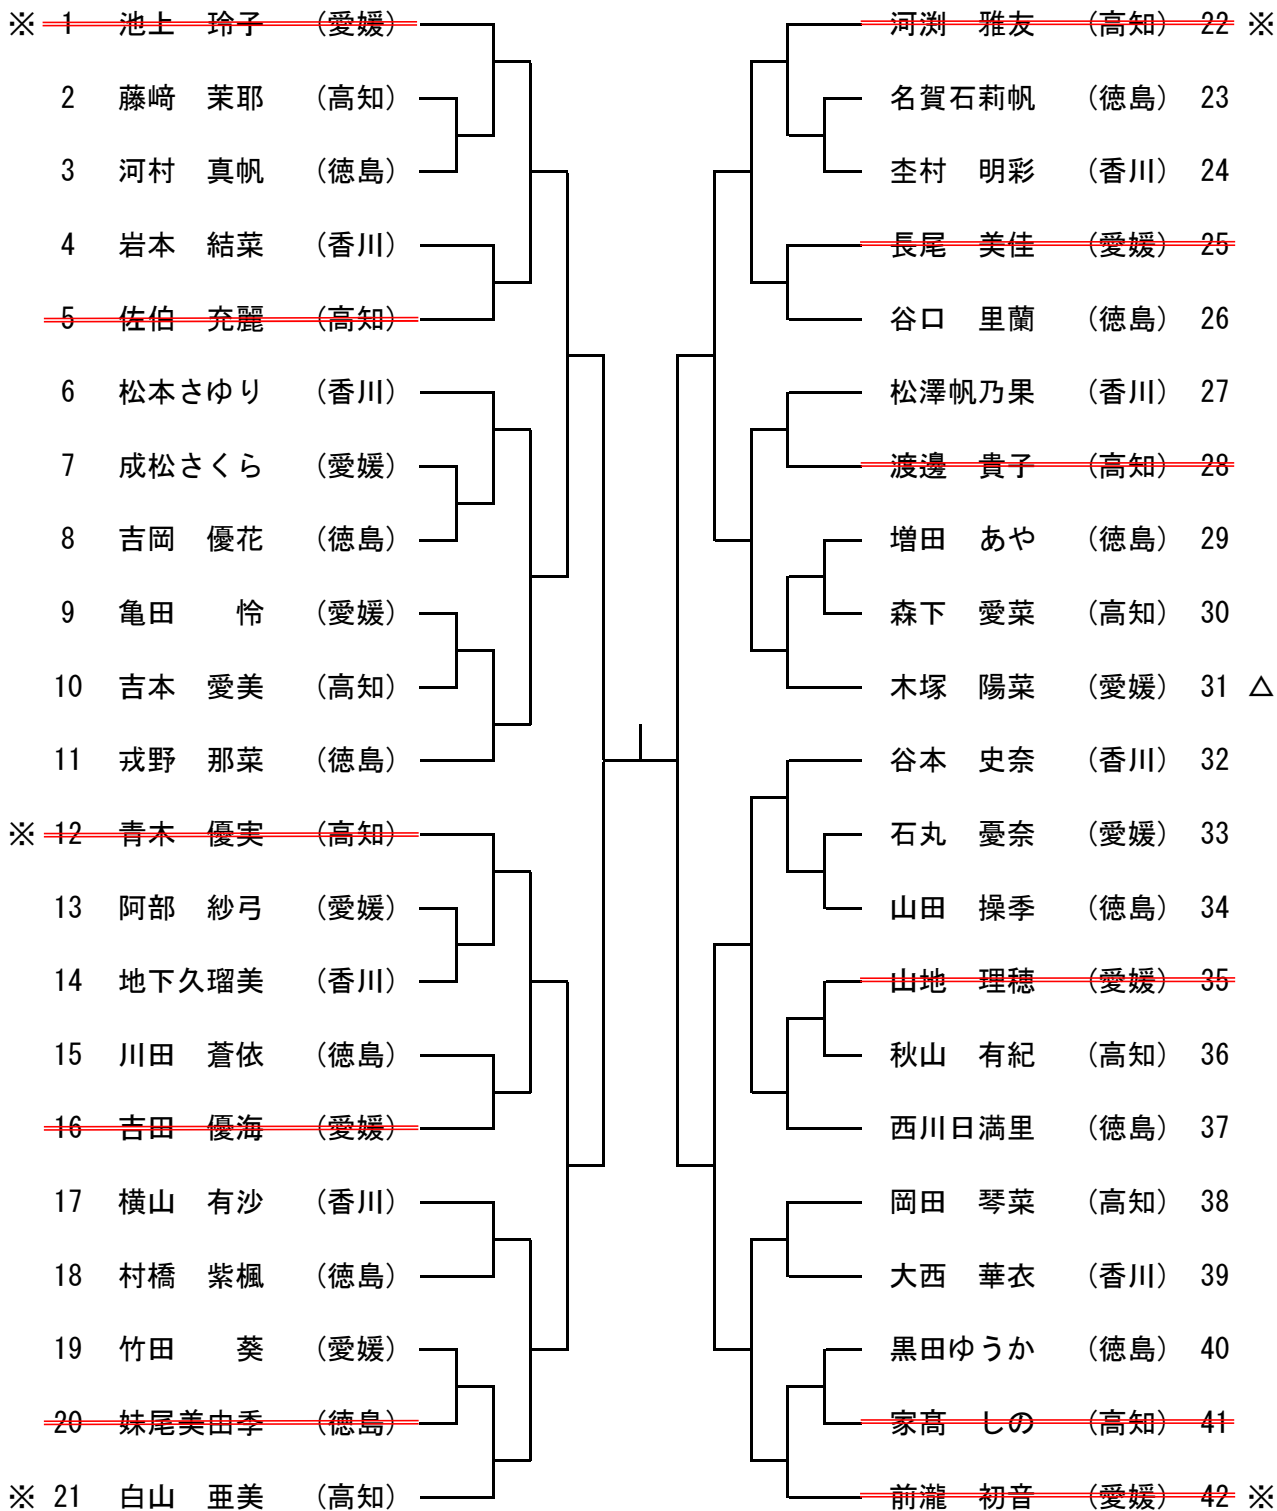 ※ 1 池上 玲子 (愛媛)
2 藤﨑 茉耶 (高知)
3 河村 真帆 (徳島)
4 岩本 結菜 (香川)
5 佐伯 充麗 (高知)
6 松本さゆり (香川)
7 成松さくら (愛媛)
8 吉岡 優花 (徳島)
9 亀田 怜 (愛媛)
10 吉本 愛美 (高知)
11 戎野 那菜 (徳島)
※ 12 青木 優実 (高知)
13 阿部 紗弓 (愛媛)
14 地下久瑠美 (香川)
15 川田 蒼依 (徳島)
16 吉田 優海 (愛媛)
17 横山 有沙 (香川)
18 村橋 紫楓 (徳島)
19 竹田 葵 (愛媛)
20 妹尾美由季 (徳島)
※ 21 白山 亜美 (高知)
河渕 雅友 (高知) 22 ※
名賀石莉帆 (徳島) 23
杢村 明彩 (香川) 24
長尾 美佳 (愛媛) 25
谷口 里蘭 (徳島) 26
松澤帆乃果 (香川) 27
渡邊 貴子 (高知) 28
増田 あや (徳島) 29
森下 愛菜 (高知) 30
木塚 陽菜 (愛媛) 31 △
谷本 史奈 (香川) 32
石丸 憂奈 (愛媛) 33
山田 操季 (徳島) 34
山地 理穂 (愛媛) 35
秋山 有紀 (高知) 36
西川日満里 (徳島) 37
岡田 琴菜 (高知) 38
大西 華衣 (香川) 39
黒田ゆうか (徳島) 40
家髙 しの (高知) 41
前瀧 初音 (愛媛) 42 ※